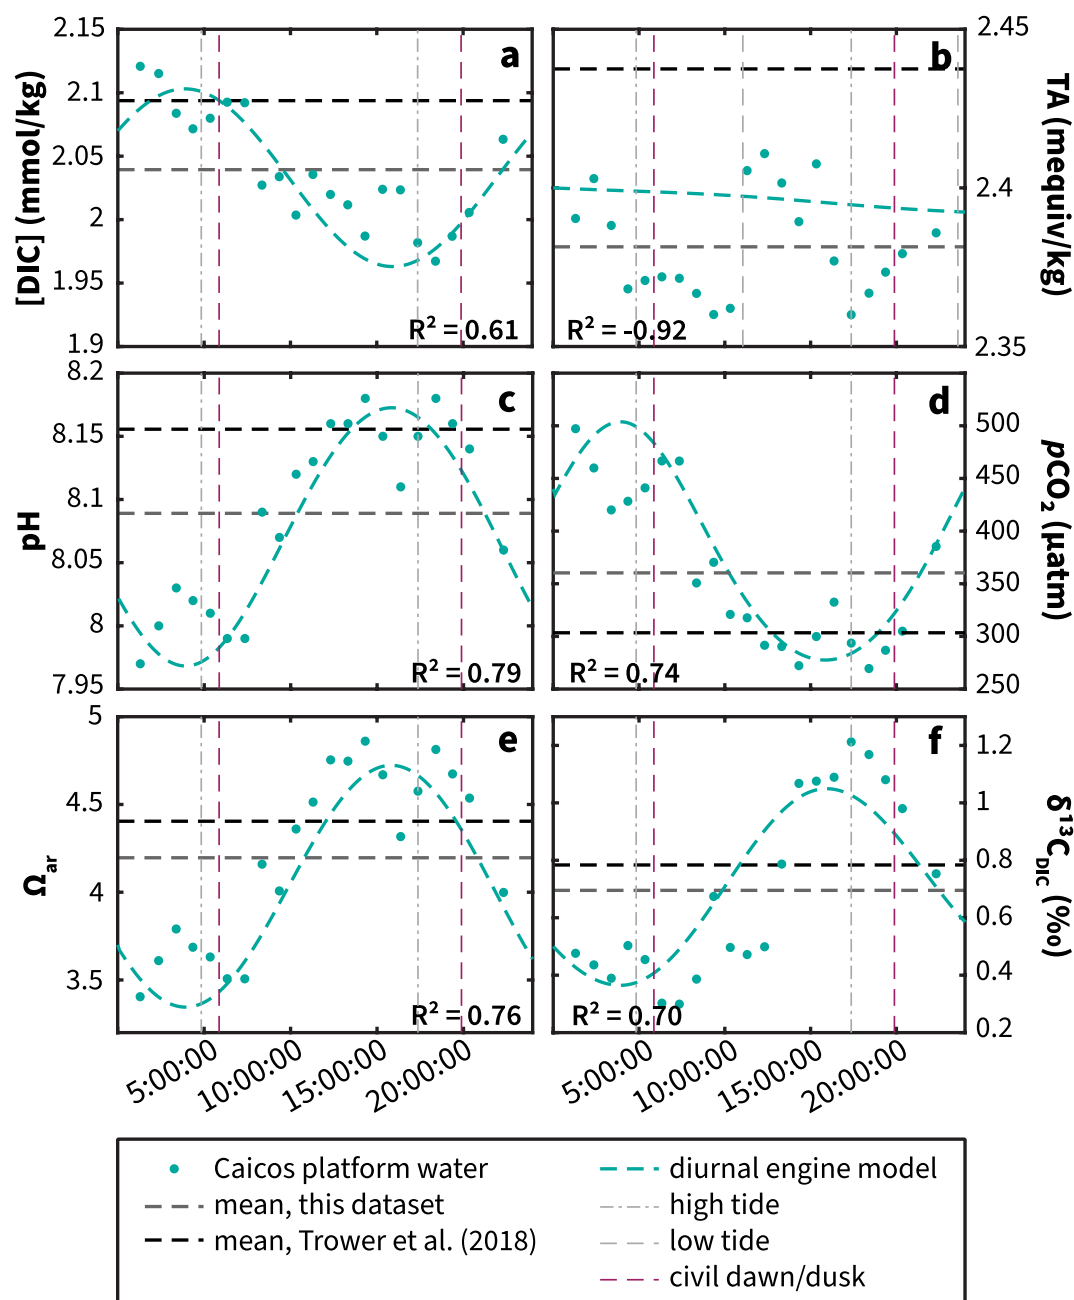 2.15
2.1
2.05
2
1.95
1.9
[DIC] (mmol/kg)
a
R² = 0.61
b
R² = -0.92
2.45
2.4
2.35
TA (mequiv/kg)
8.2
8.15
8.1
8.05
8
7.95
pH
c
R² = 0.79
d
R² = 0.74
500
450
400
350
300
250
pCO₂ (µatm)
5
4.5
4
3.5
Ωar
e
R² = 0.76
f
R² = 0.70
1.2
1
0.8
0.6
0.4
0.2
δ¹³CDIC (‰)
5:00:00
10:00:00
15:00:00
20:00:00
5:00:00
10:00:00
15:00:00
20:00:00
Caicos platform water
mean, this dataset
mean, Trower et al. (2018)
diurnal engine model
high tide
low tide
civil dawn/dusk